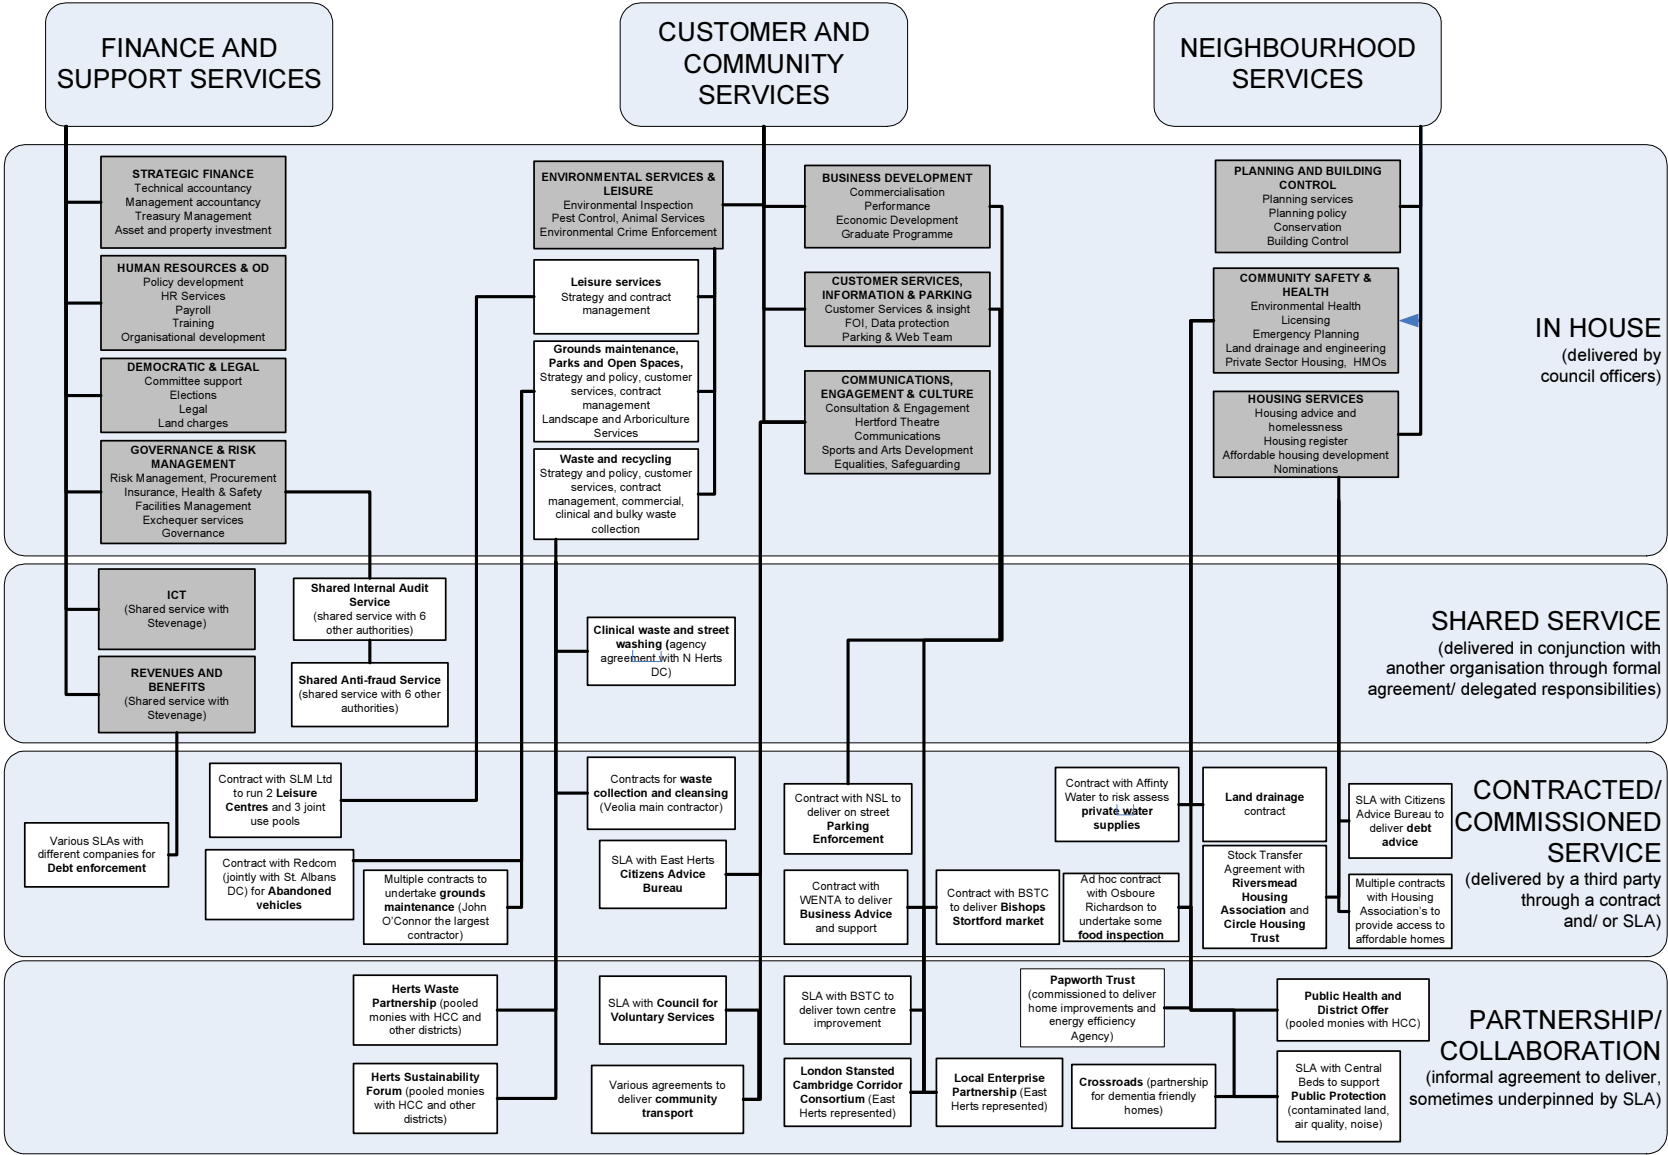 FINANCE AND
SUPPORT SERVICES
CUSTOMER AND
COMMUNITY
SERVICES
NEIGHBOURHOOD
SERVICES
STRATEGIC FINANCE
Technical accountancy
Management accountancy
Treasury Management
Asset and property investment
HUMAN RESOURCES & OD
Policy development
HR Services
Payroll
Training
Organisational development
DEMOCRATIC & LEGAL
Committee support
Elections
Legal
Land charges
GOVERNANCE & RISK
MANAGEMENT
Risk Management, Procurement
Insurance, Health & Safety
Facilities Management
Exchequer services
Governance
ENVIRONMENTAL SERVICES &
LEISURE
Environmental Inspection
Pest Control, Animal Services
Environmental Crime Enforcement
Leisure services
Strategy and contract
management
Grounds maintenance,
Parks and Open Spaces,
Strategy and policy, customer
services, contract
management
Landscape and Arboriculture
Services
Waste and recycling
Strategy and policy, customer
services, contract
management, commercial,
clinical and bulky waste
collection
BUSINESS DEVELOPMENT
Commercialisation
Performance
Economic Development
Graduate Programme
CUSTOMER SERVICES,
INFORMATION & PARKING
Customer Services & insight
FOI, Data protection
Parking & Web Team
COMMUNICATIONS,
ENGAGEMENT & CULTURE
Consultation & Engagement
Hertford Theatre
Communications
Sports and Arts Development
Equalities, Safeguarding
PLANNING AND BUILDING
CONTROL
Planning services
Planning policy
Conservation
Building Control
COMMUNITY SAFETY &
HEALTH
Environmental Health
Licensing
Emergency Planning
Land drainage and engineering
Private Sector Housing, HMOs
HOUSING SERVICES
Housing advice and
homelessness
Housing register
Affordable housing development
Nominations
IN HOUSE
(delivered by
council officers)
ICT
(Shared service with
Stevenage)
REVENUES AND
BENEFITS
(Shared service with
Stevenage)
Shared Internal Audit
Service
(shared service with 6
other authorities)
Shared Anti-fraud Service
(shared service with 6 other
authorities)
Clinical waste and street
washing (agency
agreement with N Herts
DC)
SHARED SERVICE
(delivered in conjunction with
another organisation through formal
agreement/ delegated responsibilities)
Various SLAs with
different companies for
Debt enforcement
Contract with SLM Ltd
to run 2 Leisure
Centres and 3 joint
use pools
Contract with Redcom
(jointly with St. Albans
DC) for Abandoned
vehicles
Multiple contracts to
undertake grounds
maintenance (John
O'Connor the largest
contractor)
Contracts for waste
collection and cleansing
(Veolia main contractor)
SLA with East Herts
Citizens Advice
Bureau
Contract with NSL to
deliver on street
Parking
Enforcement
Contract with
WENTA to deliver
Business Advice
and support
Contract with BSTC
to deliver Bishops
Stortford market
Contract with Affinty
Water to risk assess
private water
supplies
Ad hoc contract
with Osboure
Richardson to
undertake some
food inspection
Land drainage
contract
Stock Transfer
Agreement with
Riversmead
Housing
Association and
Circle Housing
Trust
SLA with Citizens
Advice Bureau to
deliver debt
advice
Multiple contracts
with Housing
Association's to
provide access to
affordable homes
CONTRACTED/
COMMISSIONED
SERVICE
(delivered by a third party
through a contract
and/ or SLA)
Herts Waste
Partnership (pooled
monies with HCC and
other districts)
Herts Sustainability
Forum (pooled monies
with HCC and other
districts)
SLA with Council for
Voluntary Services
Various agreements to
deliver community
transport
SLA with BSTC to
deliver town centre
improvement
London Stansted
Cambridge Corridor
Consortium (East
Herts represented)
Local Enterprise
Partnership (East
Herts represented)
Papworth Trust
(commissioned to deliver
home improvements and
energy efficiency
Agency)
Crossroads (partnership
for dementia friendly
homes)
Public Health and
District Offer
(pooled monies with HCC)
SLA with Central
Beds to support
Public Protection
(contaminated land,
air quality, noise)
PARTNERSHIP/
COLLABORATION
(informal agreement to deliver,
sometimes underpinned by SLA)